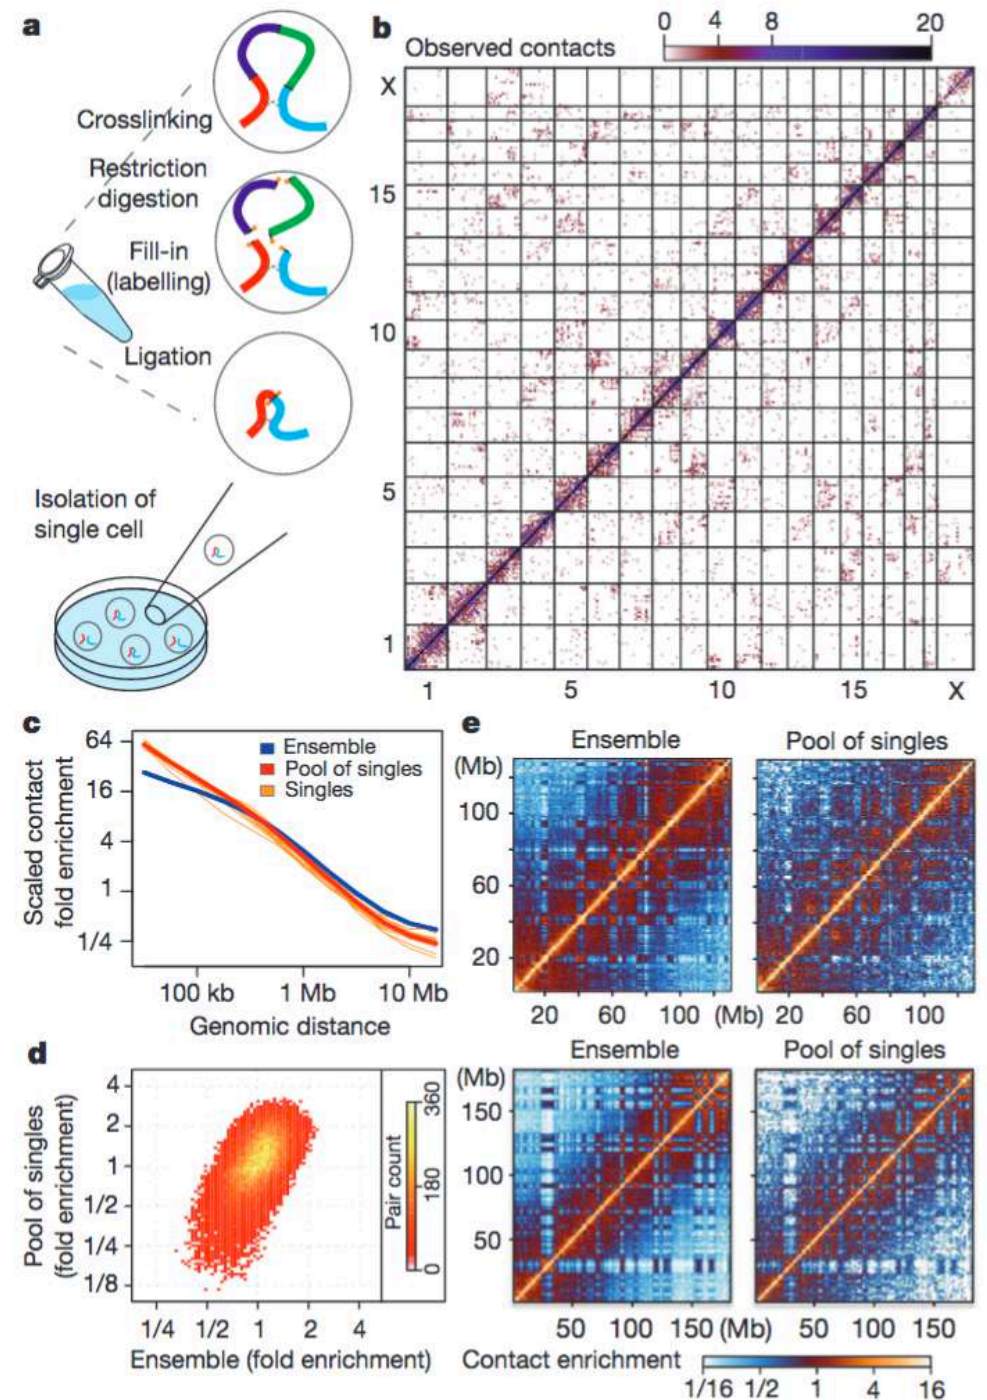 a
Crosslinking
Restriction
digestion
Fill-in
(labelling)
Ligation
Isolation of
single cell
b
Observed contacts
0 4 8 20
X
15
10
5
1
1 5 10 15 X
c
Scaled contact
fold enrichment
64
16
4
1
1/4
Ensemble
Pool of singles
Singles
100 kb 1 Mb 10 Mb
Genomic distance
d
Pool of singles
(fold enrichment)
4
2
1
1/2
1/4
1/8
Pair count
360
180
0
1/4 1/2 1 2 4
Ensemble (fold enrichment)
e
Ensemble
Pool of singles
(Mb)
100
60
20
20 60 100 (Mb) 20 60 100
Ensemble
Pool of singles
(Mb)
150
100
50
50 100 150 (Mb) 50 100 150
Contact enrichment
1/16 1/2 1 4 16